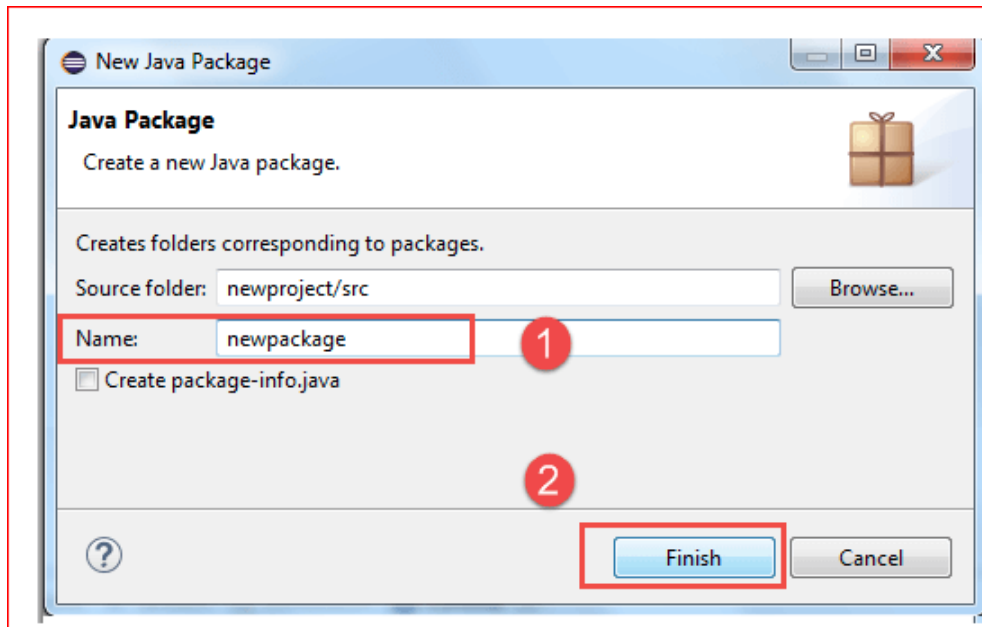 New Java Package
Java Package
Create a new Java package.
Creates folders corresponding to packages.
Source folder: newproject/src Browse...
Name: newpackage 1
Create package-info.java
2
? Finish Cancel